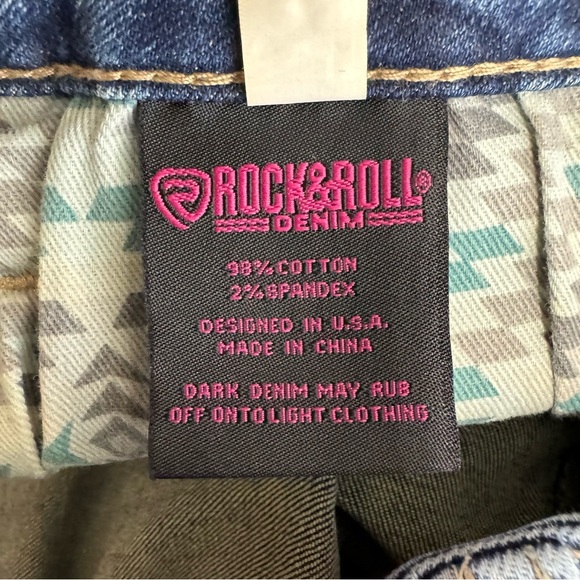 ROCK&ROLL®
DENIM
98% COTTON
2% SPANDEX
DESIGNED IN U.S.A.
MADE IN CHINA
DARK DENIM MAY RUB
OFF ONTO LIGHT CLOTHING